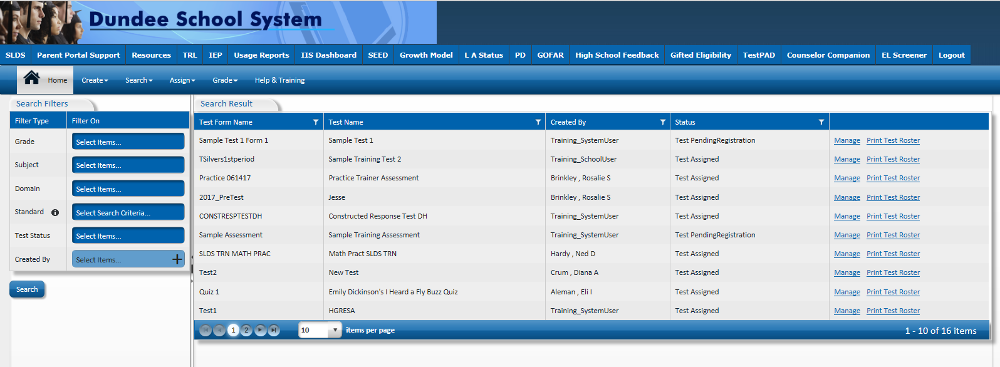 Dundee School System
SLDS Parent Portal Support Resources TRL IEP Usage Reports IIS Dashboard SEED Growth Model L A Status PD GOFAR High School Feedback Gifted Eligibility TestPAD Counselor Companion EL Screener Logout
Home Create Search Assign Grade Help & Training
Search Filters
Filter Type Filter On
Grade Select Items...
Subject Select Items...
Domain Select Items...
Standard Select Search Criteria...
Test Status Select Items...
Created By Select Items...
Search
Search Result
Test Form Name Test Name Created By Status
Sample Test 1 Form 1 Sample Test 1 Training_SystemUser Test PendingRegistration Manage Print Test Roster
TSilvers1stperiod Sample Training Test 2 Training_SchoolUser Test Assigned Manage Print Test Roster
Practice 061417 Practice Trainer Assessment Brinkley , Rosalie S Test Assigned Manage Print Test Roster
2017_PreTest Jesse Brinkley , Rosalie S Test Assigned Manage Print Test Roster
CONSTRESPTESTDH Constructed Response Test DH Training_SystemUser Test Assigned Manage Print Test Roster
Sample Assessment Sample Training Assessment Training_SystemUser Test PendingRegistration Manage Print Test Roster
SLDS TRN MATH PRAC Math Pract SLDS TRN Hardy , Ned D Test Assigned Manage Print Test Roster
Test2 New Test Crum , Diana A Test Assigned Manage Print Test Roster
Quiz 1 Emily Dickinson's I Heard a Fly Buzz Quiz Aleman , Eli I Test Assigned Manage Print Test Roster
Test1 HGRESA Training_SystemUser Test Assigned Manage Print Test Roster
1 2 10 items per page 1 - 10 of 16 items